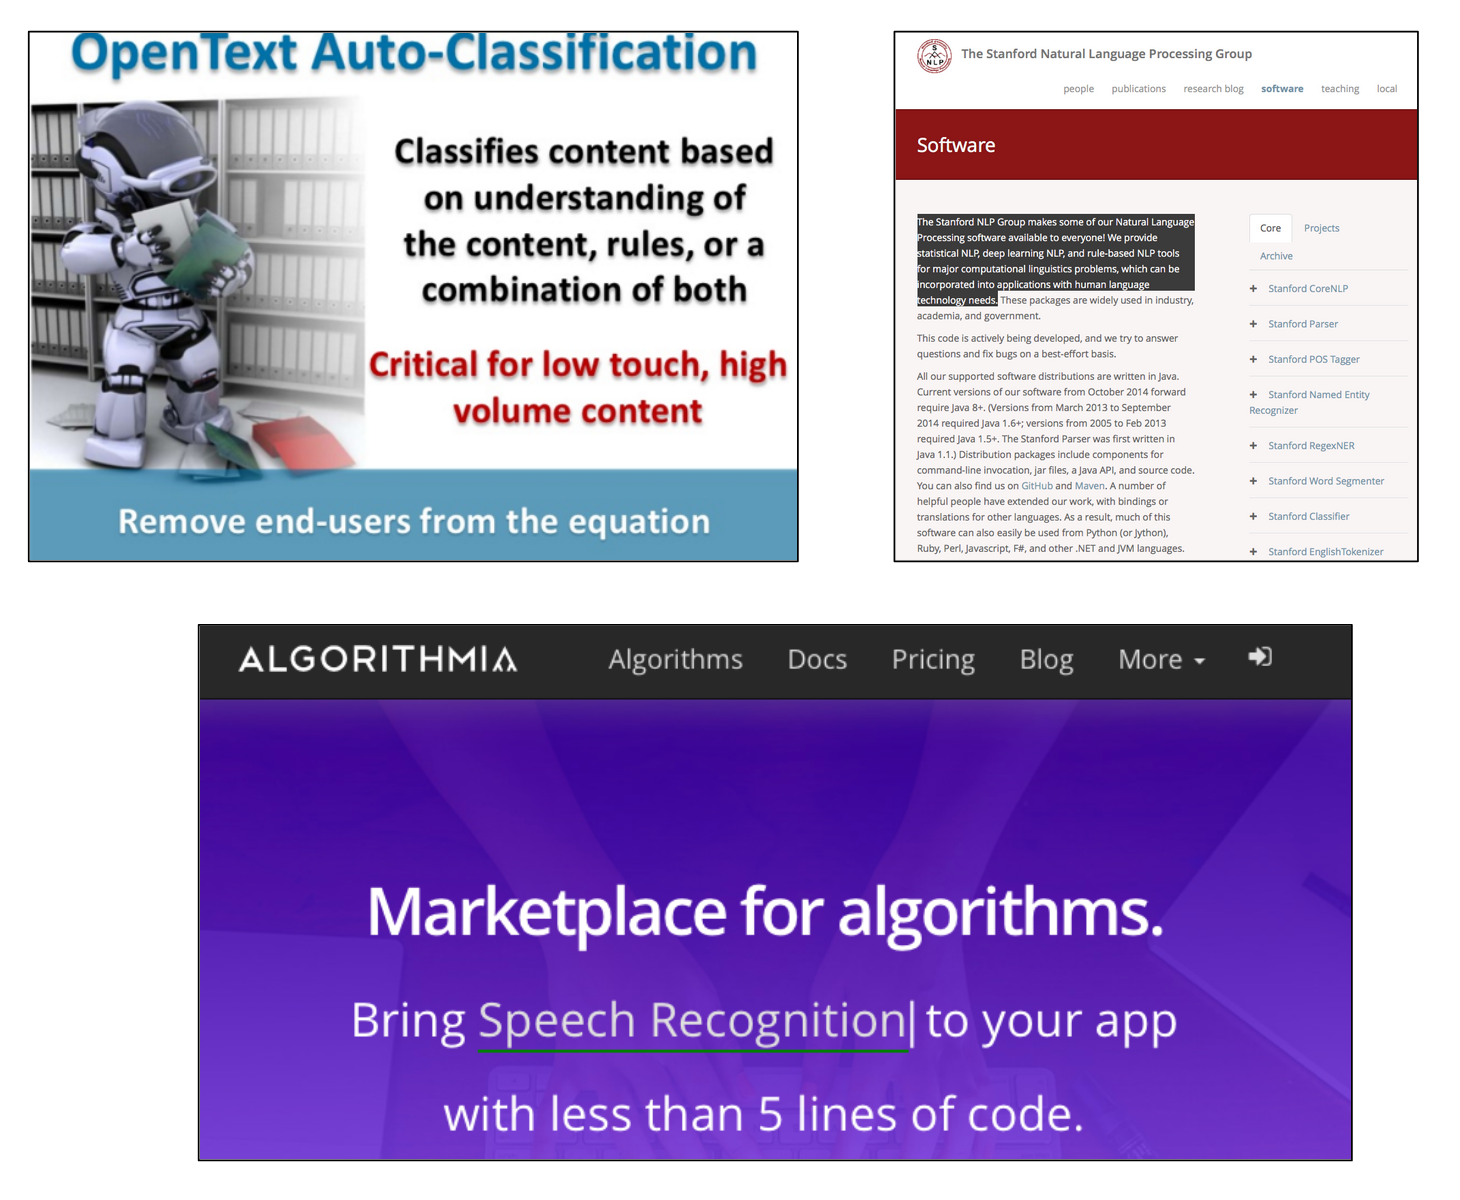 OpenText Auto-Classification
Classifies content based
on understanding of
the content, rules, or a
combination of both
Critical for low touch, high
volume content
Remove end-users from the equation
S
NLP
The Stanford Natural Language Processing Group
people publications research blog software teaching local
Software
The Stanford NLP Group makes some of our Natural Language
Processing software available to everyone! We provide
statistical NLP, deep learning NLP, and rule-based NLP tools
for major computational linguistics problems, which can be
incorporated into applications with human language
technology needs. These packages are widely used in industry,
academia, and government.
This code is actively being developed, and we try to answer
questions and fix bugs on a best-effort basis.
All our supported software distributions are written in Java.
Current versions of our software from October 2014 forward
require Java 8+. (Versions from March 2013 to September
2014 required Java 1.6+; versions from 2005 to Feb 2013
required Java 1.5+. The Stanford Parser was first written in
Java 1.1.) Distribution packages include components for
command-line invocation, jar files, a Java API, and source code.
You can also find us on GitHub and Maven. A number of
helpful people have extended our work, with bindings or
translations for other languages. As a result, much of this
software can also easily be used from Python (or Jython),
Ruby, Perl, Javascript, F#, and other .NET and JVM languages.
Core Projects
Archive
+ Stanford CoreNLP
+ Stanford Parser
+ Stanford POS Tagger
+ Stanford Named Entity
Recognizer
+ Stanford RegexNER
+ Stanford Word Segmenter
+ Stanford Classifier
+ Stanford EnglishTokenizer
ALGORITHMIA Algorithms Docs Pricing Blog More
Marketplace for algorithms.
Bring Speech Recognition| to your app
with less than 5 lines of code.